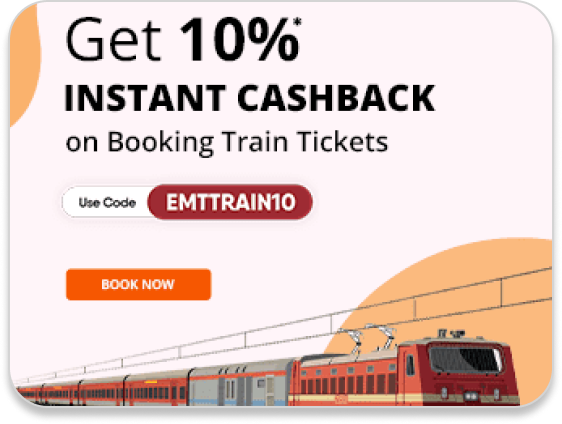 Get 10%*
INSTANT CASHBACK
on Booking Train Tickets
Use Code EMTTRAIN10
BOOK NOW